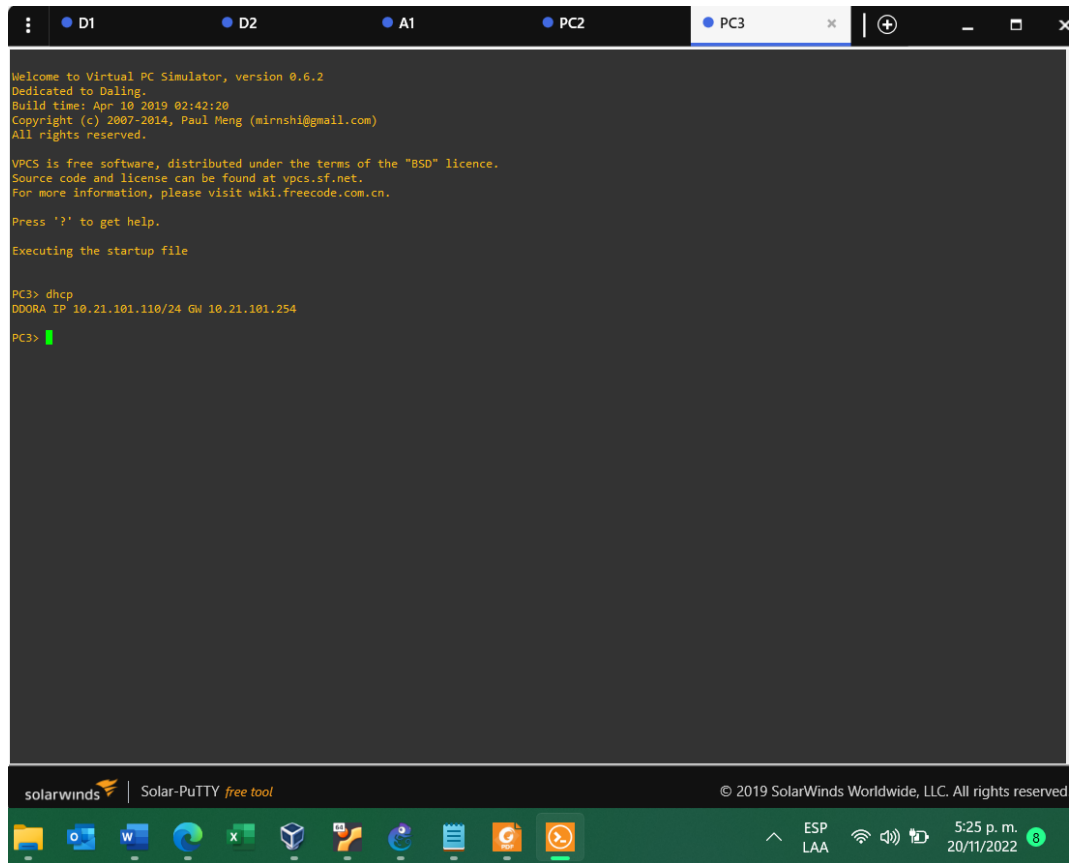 D1 D2 A1 PC2 PC3
Welcome to Virtual PC Simulator, version 0.6.2
Dedicated to Daling.
Build time: Apr 10 2019 02:42:20
Copyright (c) 2007-2014, Paul Meng (mirnshi@gmail.com)
All rights reserved.
VPCS is free software, distributed under the terms of the "BSD" licence.
Source code and license can be found at vpcs.sf.net.
For more information, please visit wiki.freecode.com.cn.
Press '?' to get help.
Executing the startup file
PC3> dhcp
DDORA IP 10.21.101.110/24 GW 10.21.101.254
PC3>
solarwinds Solar-PuTTY free tool © 2019 SolarWinds Worldwide, LLC. All rights reserved
ESP 5:25 p. m.
LAA 20/11/2022 8